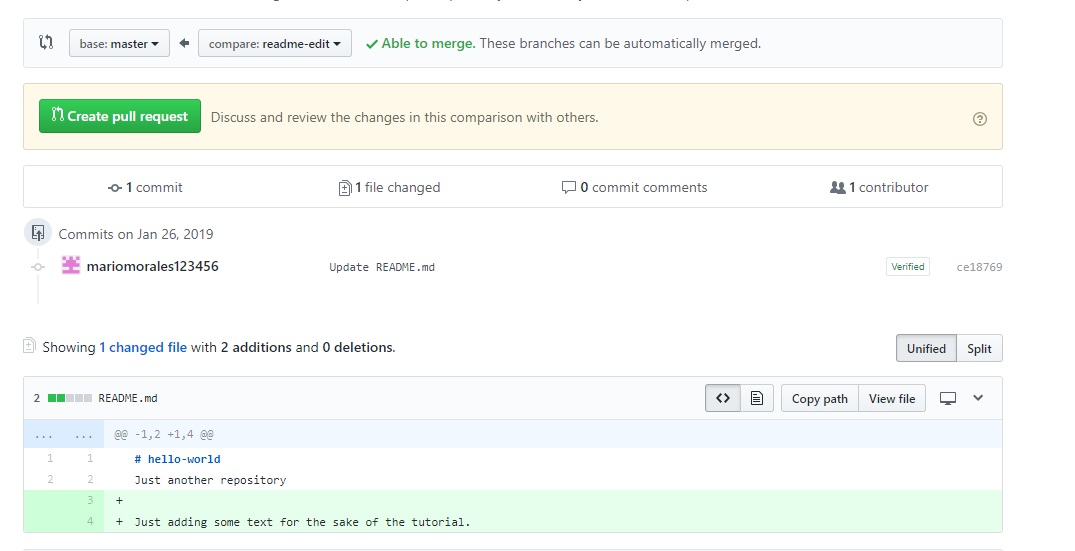 base: master compare: readme-edit Able to merge. These branches can be automatically merged.
Create pull request Discuss and review the changes in this comparison with others.
1 commit 1 file changed 0 commit comments 1 contributor
Commits on Jan 26, 2019
mariomorales123456 Update README.md Verified ce18769
Showing 1 changed file with 2 additions and 0 deletions.
Unified Split
2 README.md <> Copy path View file
... ... @@ -1,2 +1,4 @@
1 1 # hello-world
2 2 Just another repository
3 +
4 + Just adding some text for the sake of the tutorial.